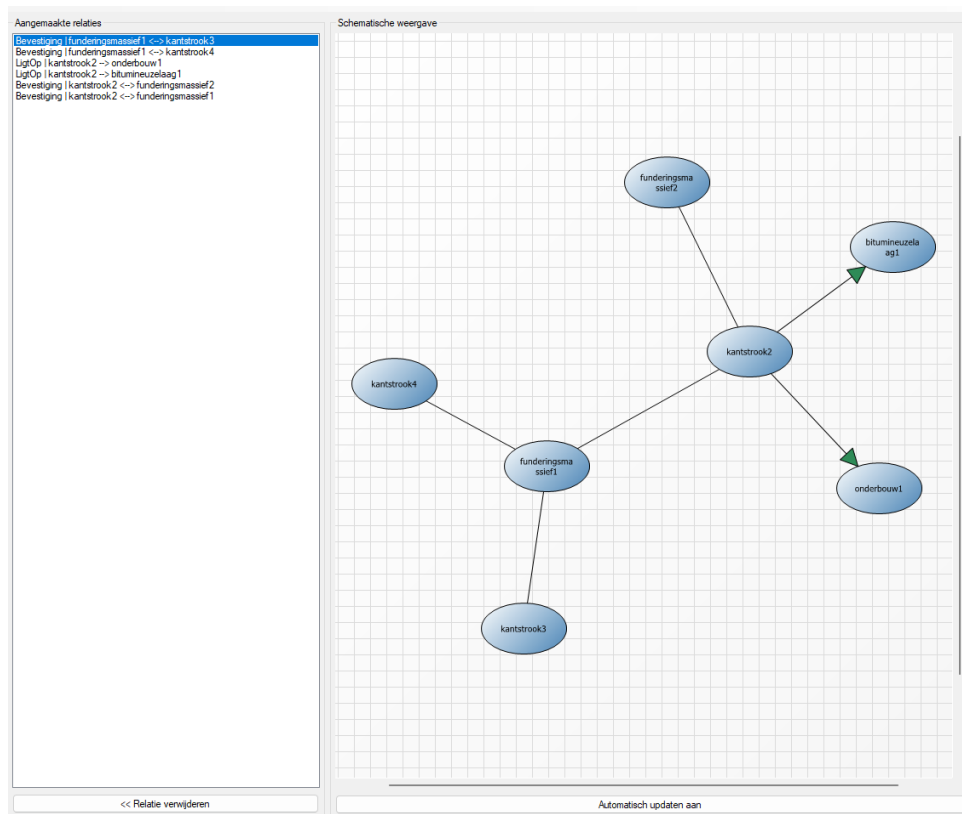 Aangemaakte relaties
Bevestiging | funderingsmassief1 <--> kantstrook3
Bevestiging | funderingsmassief1 <--> kantstrook4
LigtOp | kantstrook2 --> onderbouw1
LigtOp | kantstrook2 --> bitumineuzelaag1
Bevestiging | kantstrook2 <--> funderingsmassief2
Bevestiging | kantstrook2 <--> funderingsmassief1
<< Relatie verwijderen
Schematische weergave
funderingsma
ssief2
bitumineuzela
ag1
kantstrook2
kantstrook4
funderingsma
ssief1
onderbouw1
kantstrook3
Automatisch updaten aan